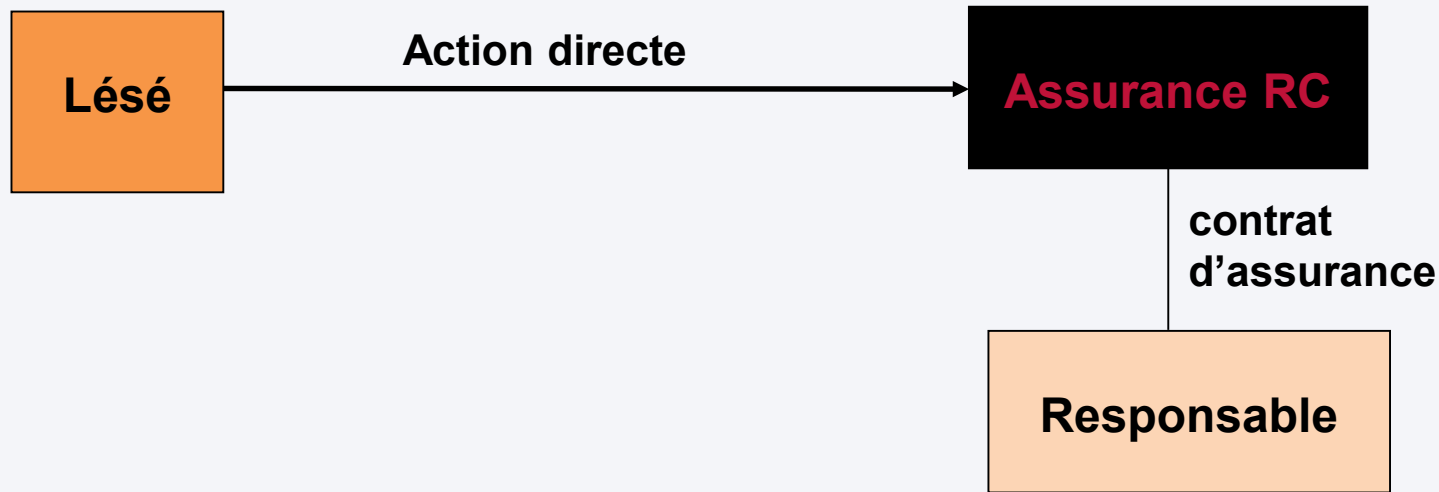 Action directe
Lésé
Assurance RC
contrat
d’assurance
Responsable